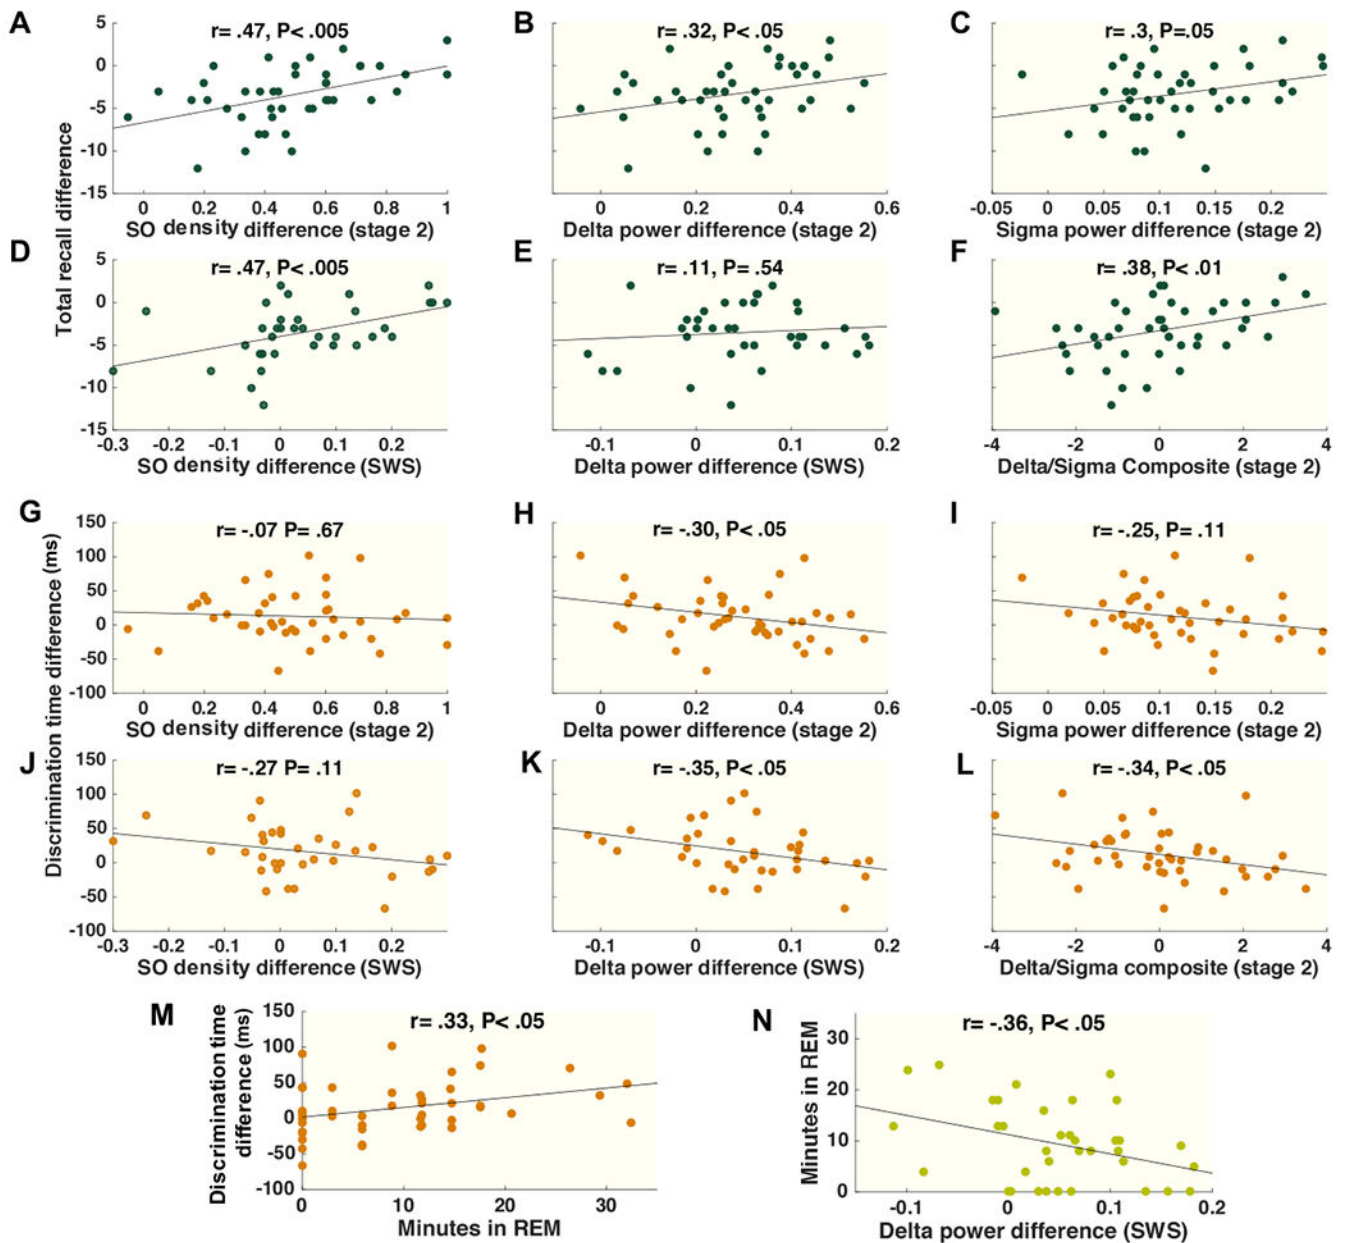 A
r= .47, P< .005
5
0
-5
-10
-15
0
0.2
0.4
0.6
0.8
1
SO density difference (stage 2)
B
r= .32, P< .05
0
0.2
0.4
0.6
Delta power difference (stage 2)
C
r= .3, P=.05
-0.05
0
0.05
0.1
0.15
0.2
Sigma power difference (stage 2)
Total recall difference
D
r= .47, P< .005
5
0
-5
-10
-15
-0.3
-0.2
-0.1
0
0.1
0.2
SO density difference (SWS)
E
r= .11, P= .54
-0.1
0
0.1
0.2
Delta power difference (SWS)
F
r= .38, P< .01
-4
-2
0
2
4
Delta/Sigma Composite (stage 2)
G
r= -.07 P= .67
150
100
50
0
-50
-100
0
0.2
0.4
0.6
0.8
1
SO density difference (stage 2)
H
r= -.30, P< .05
0
0.2
0.4
0.6
Delta power difference (stage 2)
I
r= -.25, P= .11
-0.05
0
0.05
0.1
0.15
0.2
Sigma power difference (stage 2)
Discrimination time difference (ms)
J
r= -.27 P= .11
150
100
50
0
-50
-100
-0.3
-0.2
-0.1
0
0.1
0.2
SO density difference (SWS)
K
r= -.35, P< .05
-0.1
0
0.1
0.2
Delta power difference (SWS)
L
r= -.34, P< .05
-4
-2
0
2
4
Delta/Sigma composite (stage 2)
M
r= .33, P< .05
Discrimination time
difference (ms)
150
100
50
0
-50
-100
0
10
20
30
Minutes in REM
N
r= -.36, P< .05
Minutes in REM
30
20
10
0
-0.1
0
0.1
0.2
Delta power difference (SWS)